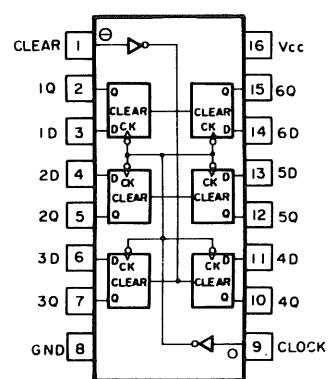 CLEAR 1 16 Vcc
1Q 2 Q Q 15 6Q
CLEAR CLEAR
1D 3 D CK CK D 14 6D
2D 4 D CK CK D 13 5D
CLEAR CLEAR
2Q 5 Q Q 12 5Q
3D 6 D CK CK D 11 4D
CLEAR CLEAR
3Q 7 Q Q 10 4Q
GND 8 9 CLOCK